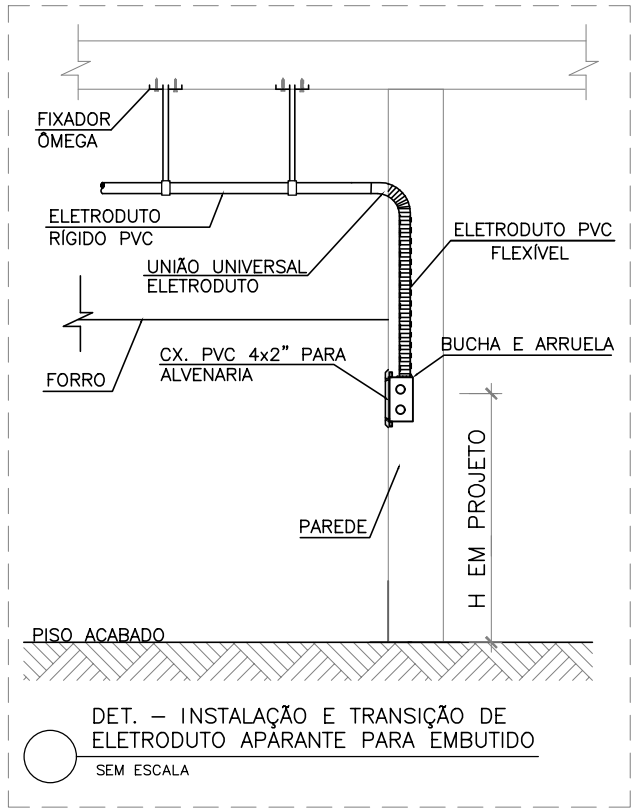 FIXADOR
ÔMEGA
ELETRODUTO
RÍGIDO PVC
ELETRODUTO PVC
FLEXÍVEL
UNIÃO UNIVERSAL
ELETRODUTO
CX. PVC 4x2" PARA
ALVENARIA
BUCHA E ARRUELA
FORRO
H EM PROJETO
PAREDE
PISO ACABADO
DET. – INSTALAÇÃO E TRANSIÇÃO DE
ELETRODUTO APARANTE PARA EMBUTIDO
SEM ESCALA